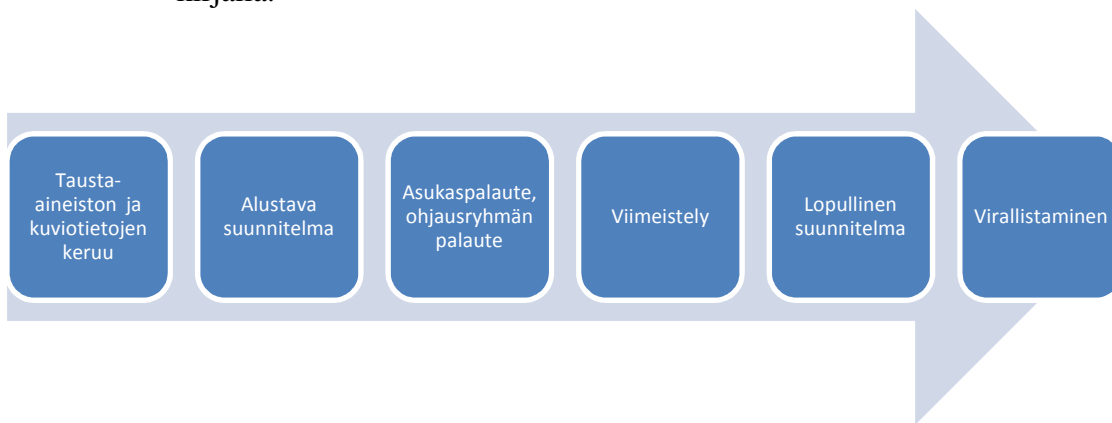 Tausta-
aineiston ja
kuviotietojen
keruu
Alustava
suunnitelma
Asukaspalaute,
ohjausryhmän
palaute
Viimeistely
Lopullinen
suunnitelma
Virallistaminen